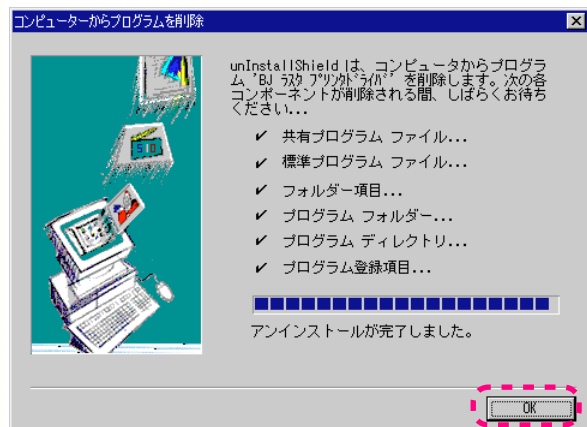 コンピューターからプログラムを削除
unInstallShield は、コンピュータからプログラ
ム 'BJ ﾗｽﾀ ﾌﾟﾘﾝﾀﾄﾞﾗｲﾊﾞ' を削除します。次の各
コンポーネントが削除される間、しばらくお待ち
ください...
✔ 共有プログラム ファイル...
✔ 標準プログラム ファイル...
✔ フォルダー項目...
✔ プログラム フォルダー...
✔ プログラム ディレクトリ...
✔ プログラム登録項目...
アンインストールが完了しました。
OK